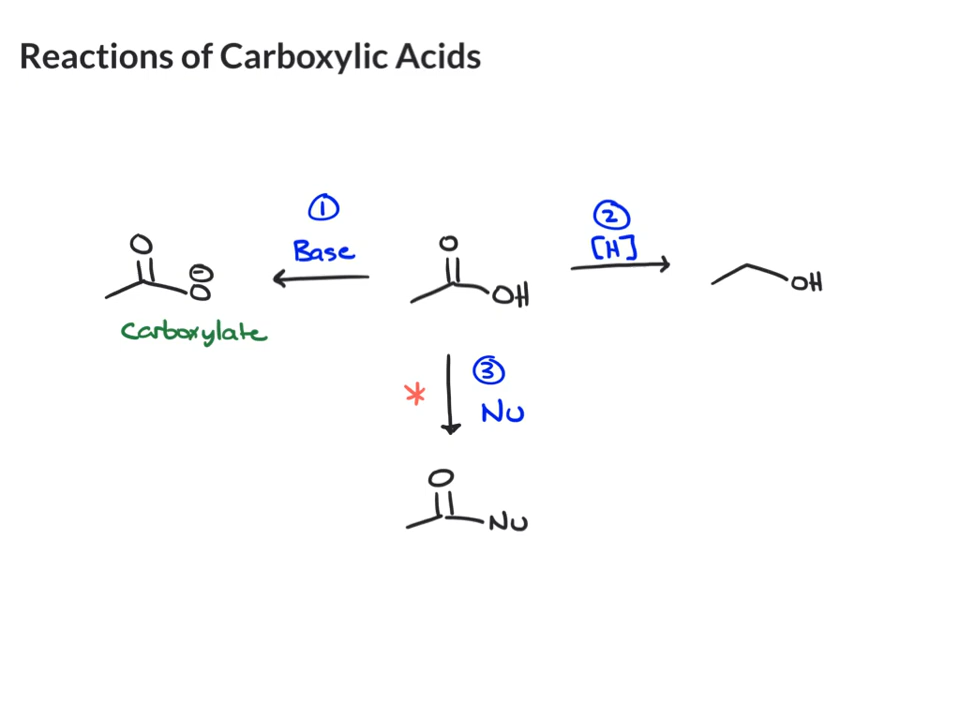 Reactions of Carboxylic Acids
① ②
Base [H]
O O ⊖ O
O OH OH
Carboxylate
③
* Nu
O
Nu